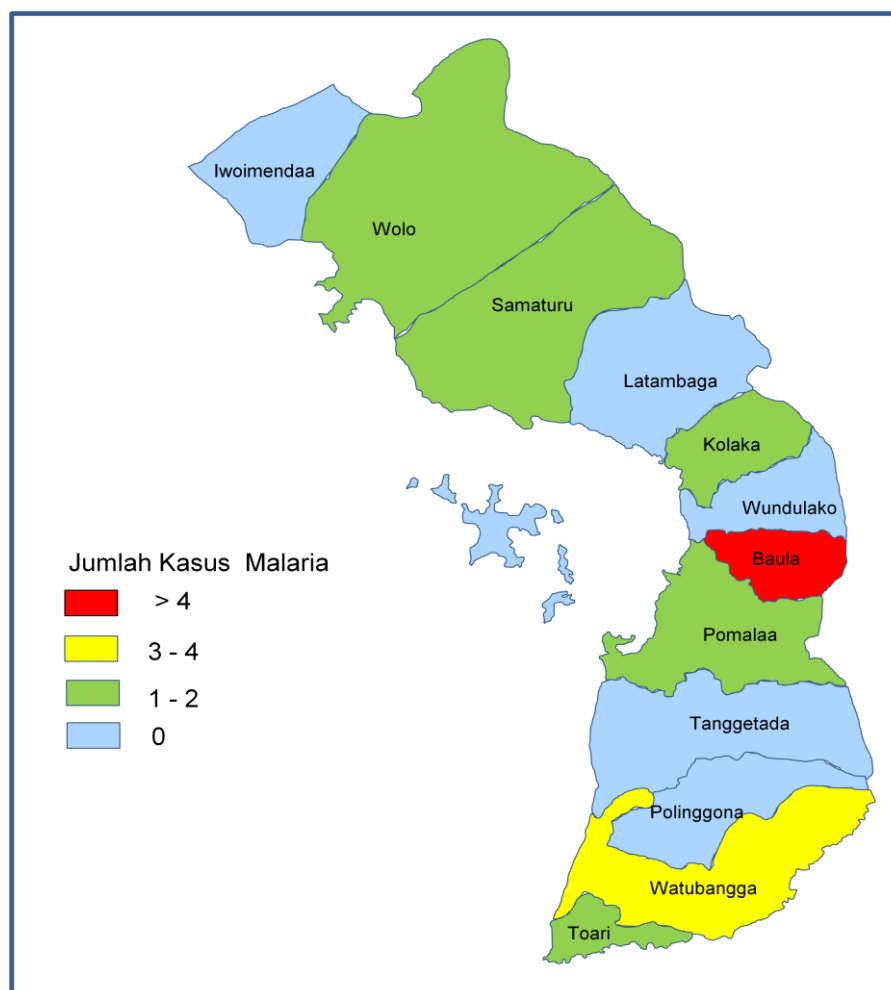 Iwoimendaa
Wolo
Samaturu
Latambaga
Kolaka
Wundulako
Baula
Pomalaa
Tanggetada
Polinggona
Watubangga
Toari
Jumlah Kasus Malaria
> 4
3 - 4
1 - 2
0